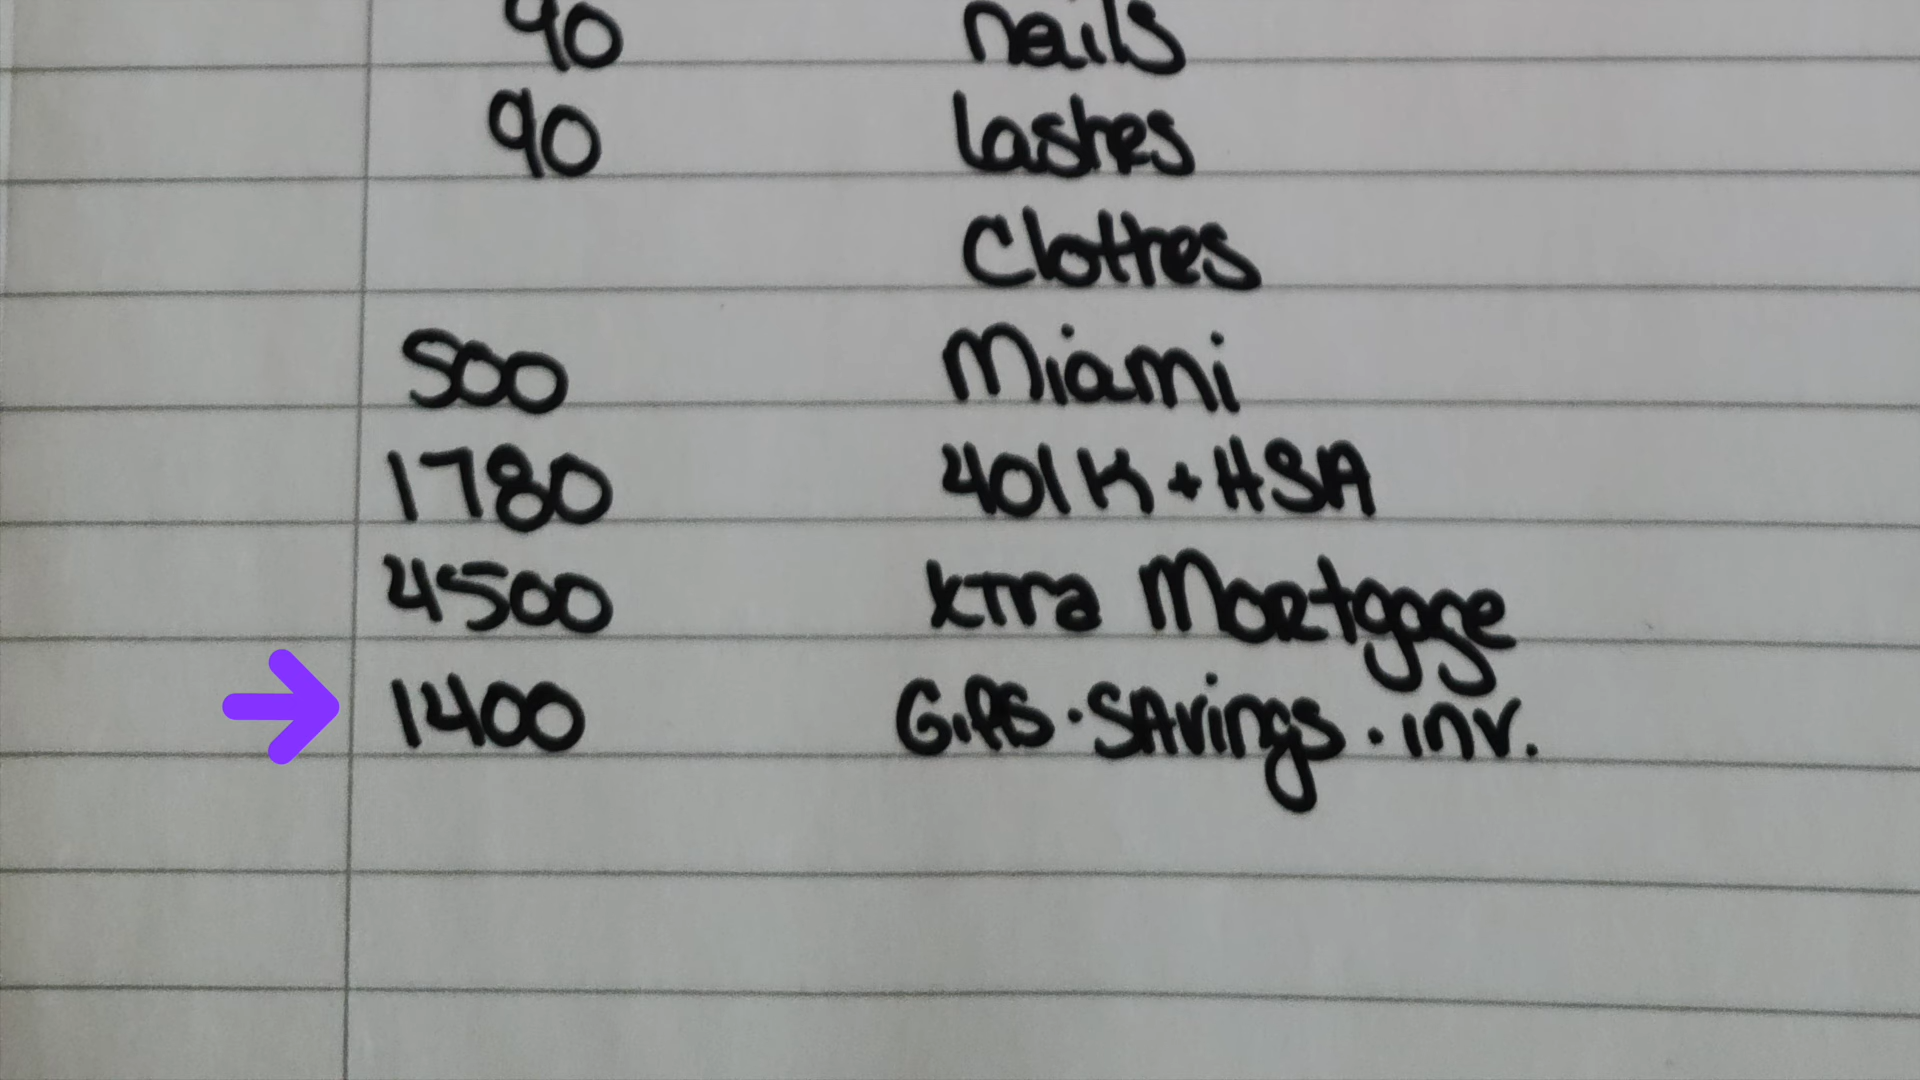 90 nails
90 Lashes
Clothes
500 Miami
1780 401K + HSA
4500 xtra Mortgage
1400 Savings · inv.